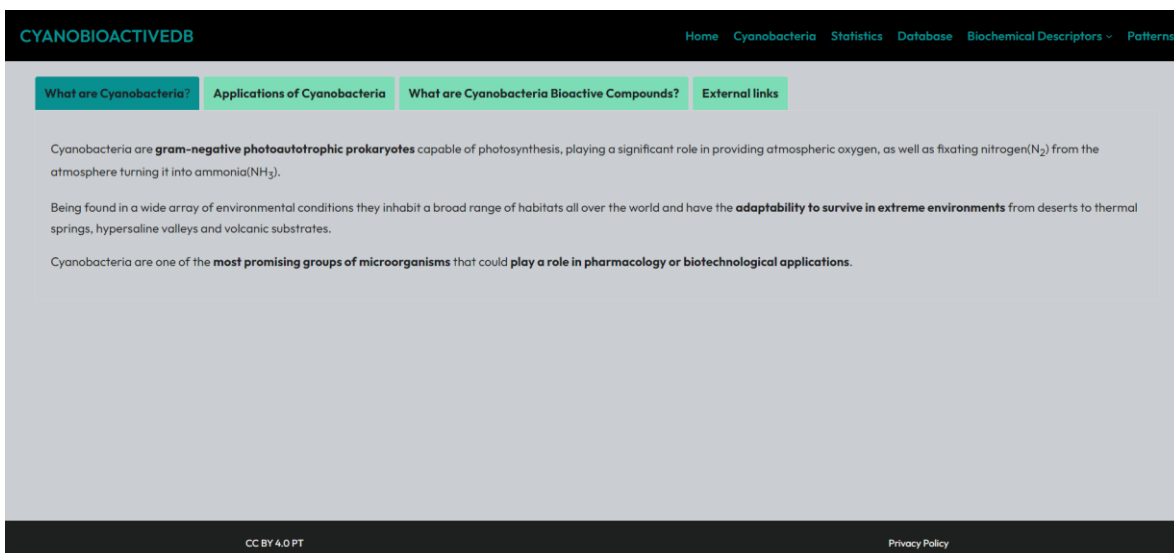 CYANOBIOACTIVEDB
Home Cyanobacteria Statistics Database Biochemical Descriptors Patterns
What are Cyanobacteria? Applications of Cyanobacteria What are Cyanobacteria Bioactive Compounds? External links
Cyanobacteria are gram-negative photoautotrophic prokaryotes capable of photosynthesis, playing a significant role in providing atmospheric oxygen, as well as fixating nitrogen(N₂) from the
atmosphere turning it into ammonia(NH₃).
Being found in a wide array of environmental conditions they inhabit a broad range of habitats all over the world and have the adaptability to survive in extreme environments from deserts to thermal
springs, hypersaline valleys and volcanic substrates.
Cyanobacteria are one of the most promising groups of microorganisms that could play a role in pharmacology or biotechnological applications.
CC BY 4.0 PT
Privacy Policy